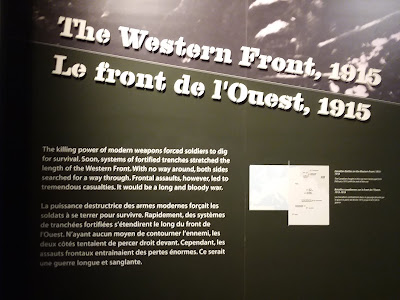 The Western Front, 1915
Le front de l'Ouest, 1915
The killing power of modern weapons forced soldiers to dig
for survival. Soon, systems of fortified trenches stretched the
length of the Western Front. With no way around, both sides
searched for a way through. Frontal assaults, however, led to
tremendous casualties. It would be a long and bloody war.
La puissance destructrice des armes modernes forçait les
soldats à se terrer pour survivre. Rapidement, des systèmes
de tranchées fortifiées s'étendirent le long du front de
l'Ouest. N'ayant aucun moyen de contourner l'ennemi, les
deux côtés tentaient de percer droit devant. Cependant, les
assauts frontaux entraînaient des pertes énormes. Ce serait
une guerre longue et sanglante.